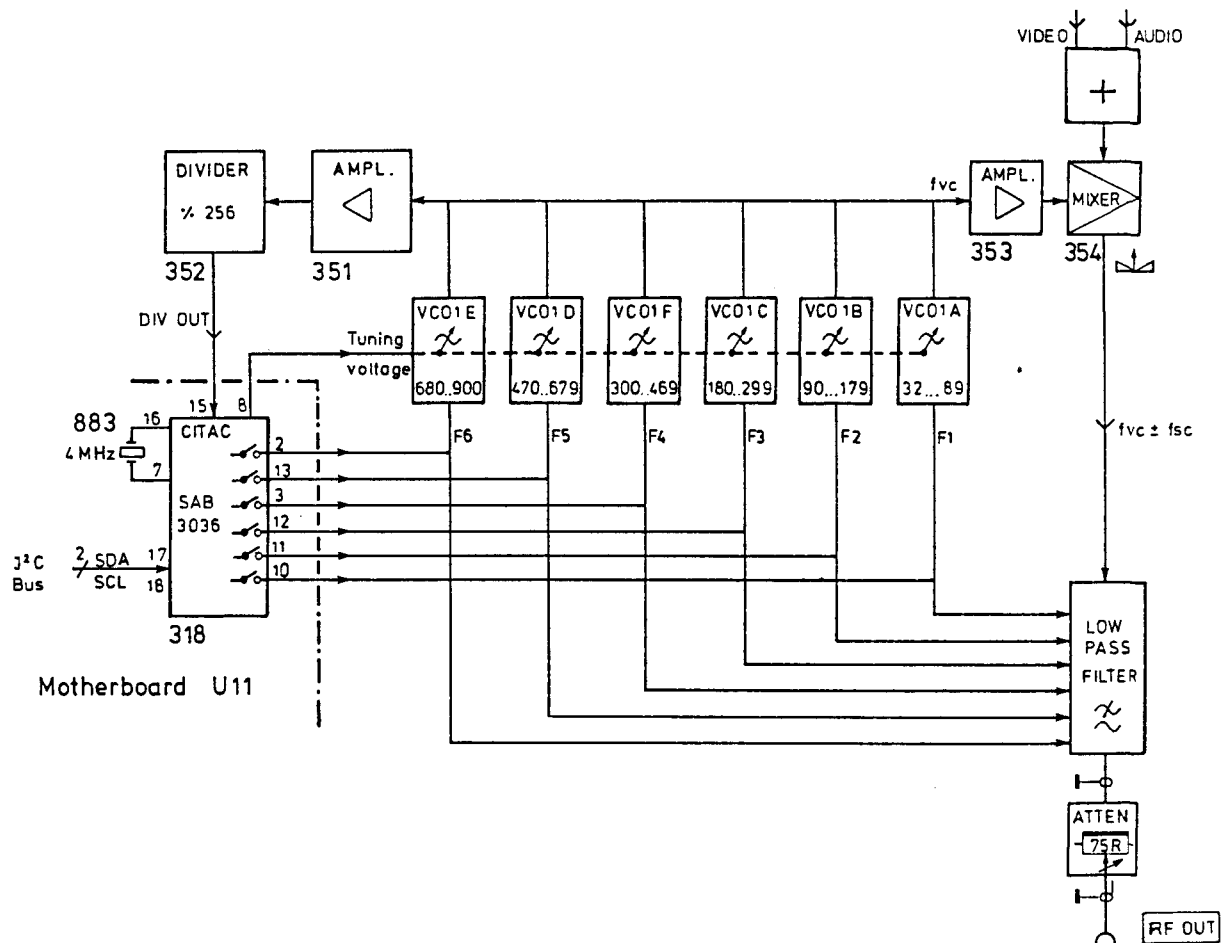 VIDEO
AUDIO
+
DIVIDER
٪ 256
352
AMPL.
351
fvc
AMPL.
353
MIXER
354
DIV OUT
Tuning
voltage
VCO1E
680..900
VCO1D
470..679
VCO1F
300..469
VCO1C
180..299
VCO1B
90...179
VCO1A
32...89
F6
F5
F4
F3
F2
F1
fvc ± fsc
883
4MHz
16
7
15
8
CITAC
SAB
3036
2
13
3
12
11
10
J²C
Bus
2
SDA
SCL
17
18
318
Motherboard U11
LOW
PASS
FILTER
ATTEN
75R
RF OUT